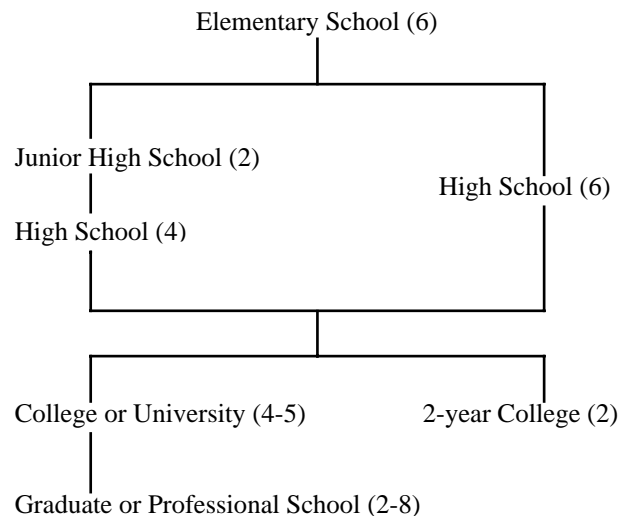 Elementary School (6)
Junior High School (2)
High School (6)
High School (4)
College or University (4-5)
2-year College (2)
Graduate or Professional School (2-8)